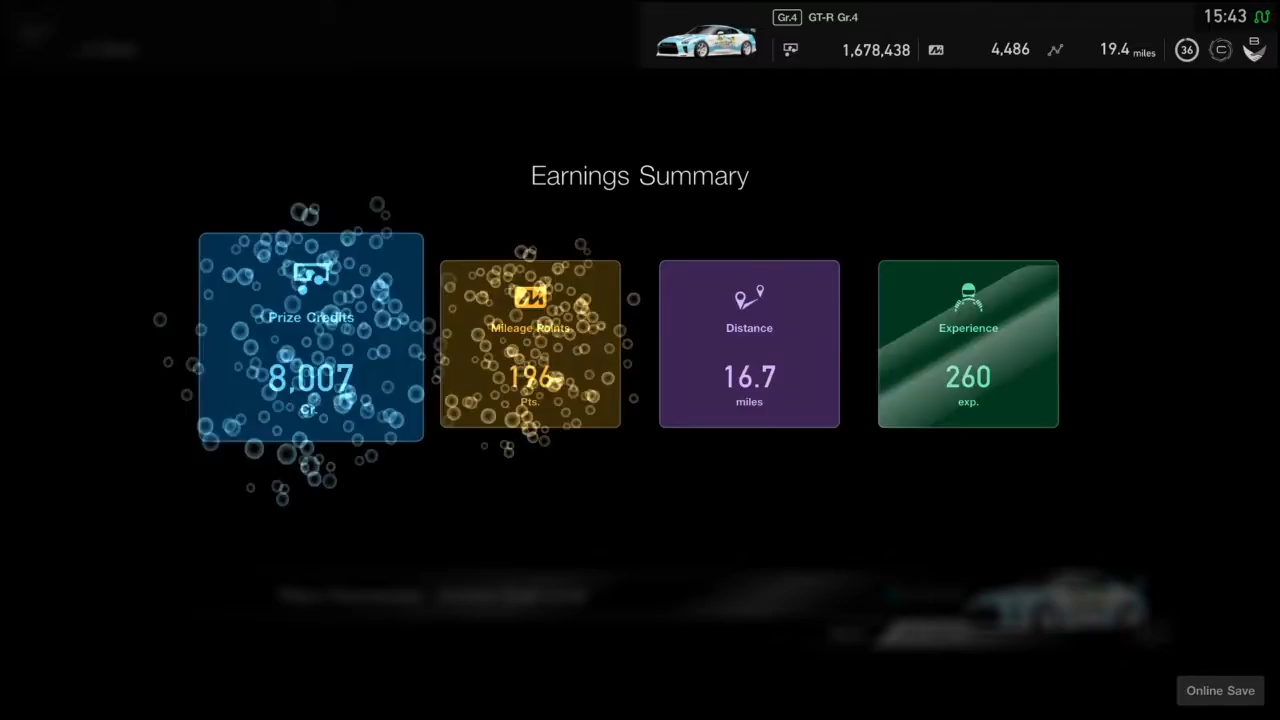 Gr.4 GT-R Gr.4
15:43
1,678,438 4,486 19.4 miles 36 C B
Earnings Summary
Prize Credits
8,007
Cr.
Mileage Points
196
Pts.
Distance
16.7
miles
Experience
260
exp.
Online Save